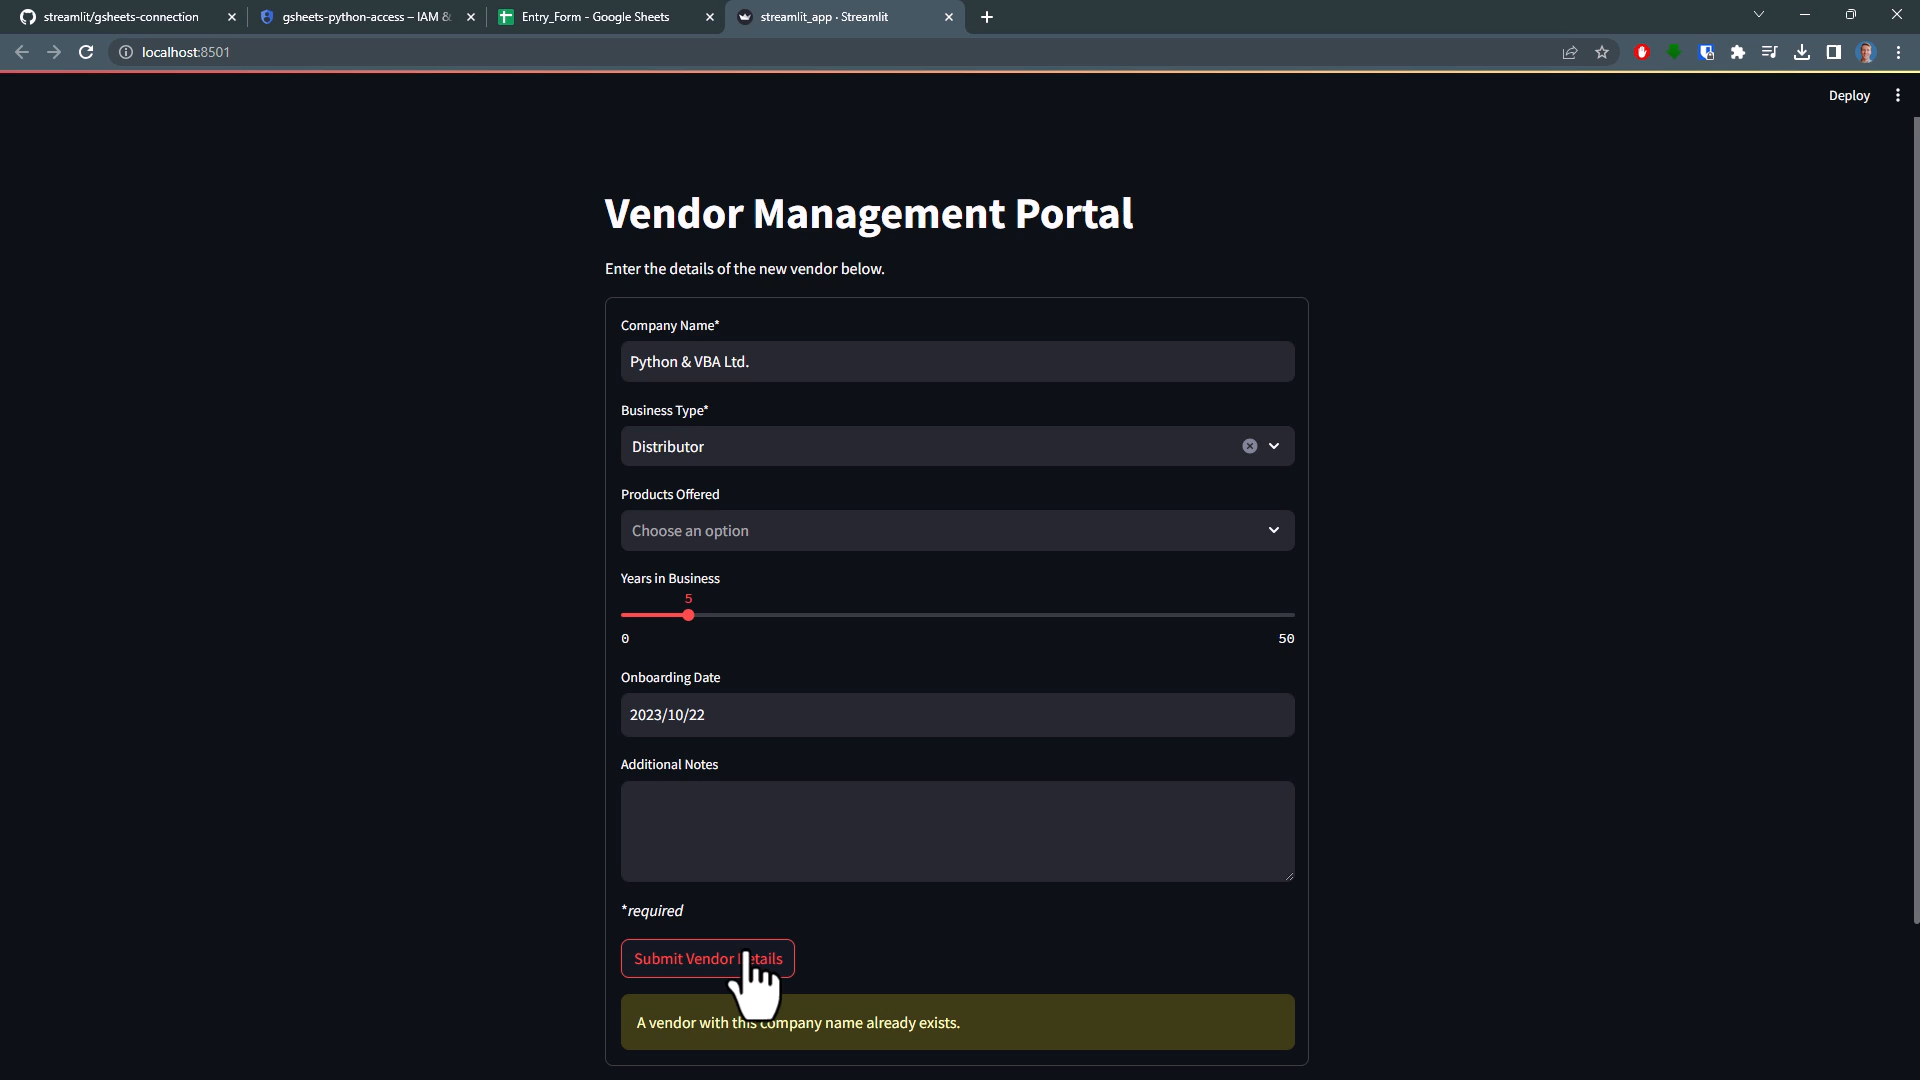 streamlit/gsheets-connection
gsheets-python-access – IAM &
Entry_Form - Google Sheets
streamlit_app · Streamlit
localhost:8501
Deploy
Vendor Management Portal
Enter the details of the new vendor below.
Company Name*
Python & VBA Ltd.
Business Type*
Distributor
Products Offered
Choose an option
Years in Business
5
0
50
Onboarding Date
2023/10/22
Additional Notes
*required
Submit Vendor Details
A vendor with this company name already exists.